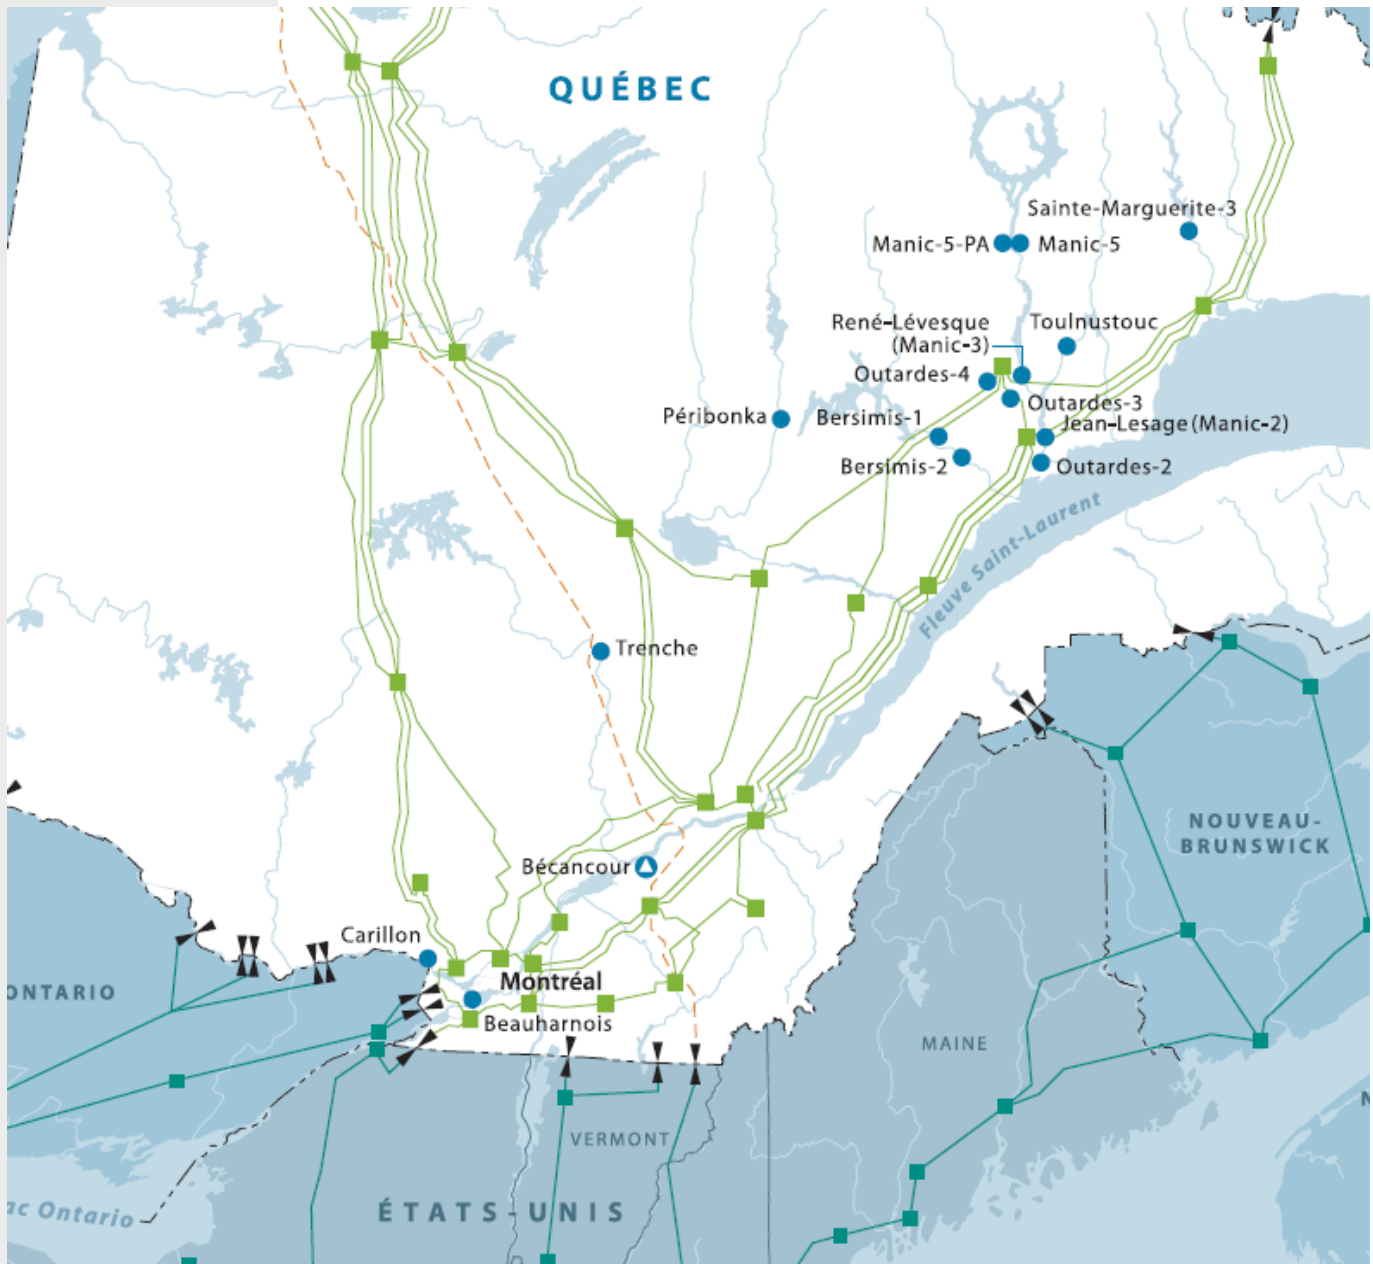 QUÉBEC
Sainte-Marguerite-3
Manic-5-PA
Manic-5
René-Lévesque
(Manic-3)
Toulnustouc
Outardes-4
Outardes-3
Péribonka
Bersimis-1
Jean-Lesage (Manic-2)
Bersimis-2
Outardes-2
Fleuve Saint-Laurent
Trenche
NOUVEAU-
BRUNSWICK
Bécancour
Carillon
Montréal
ONTARIO
Beauharnois
MAINE
N
VERMONT
ÉTATS-UNIS
ac Ontario